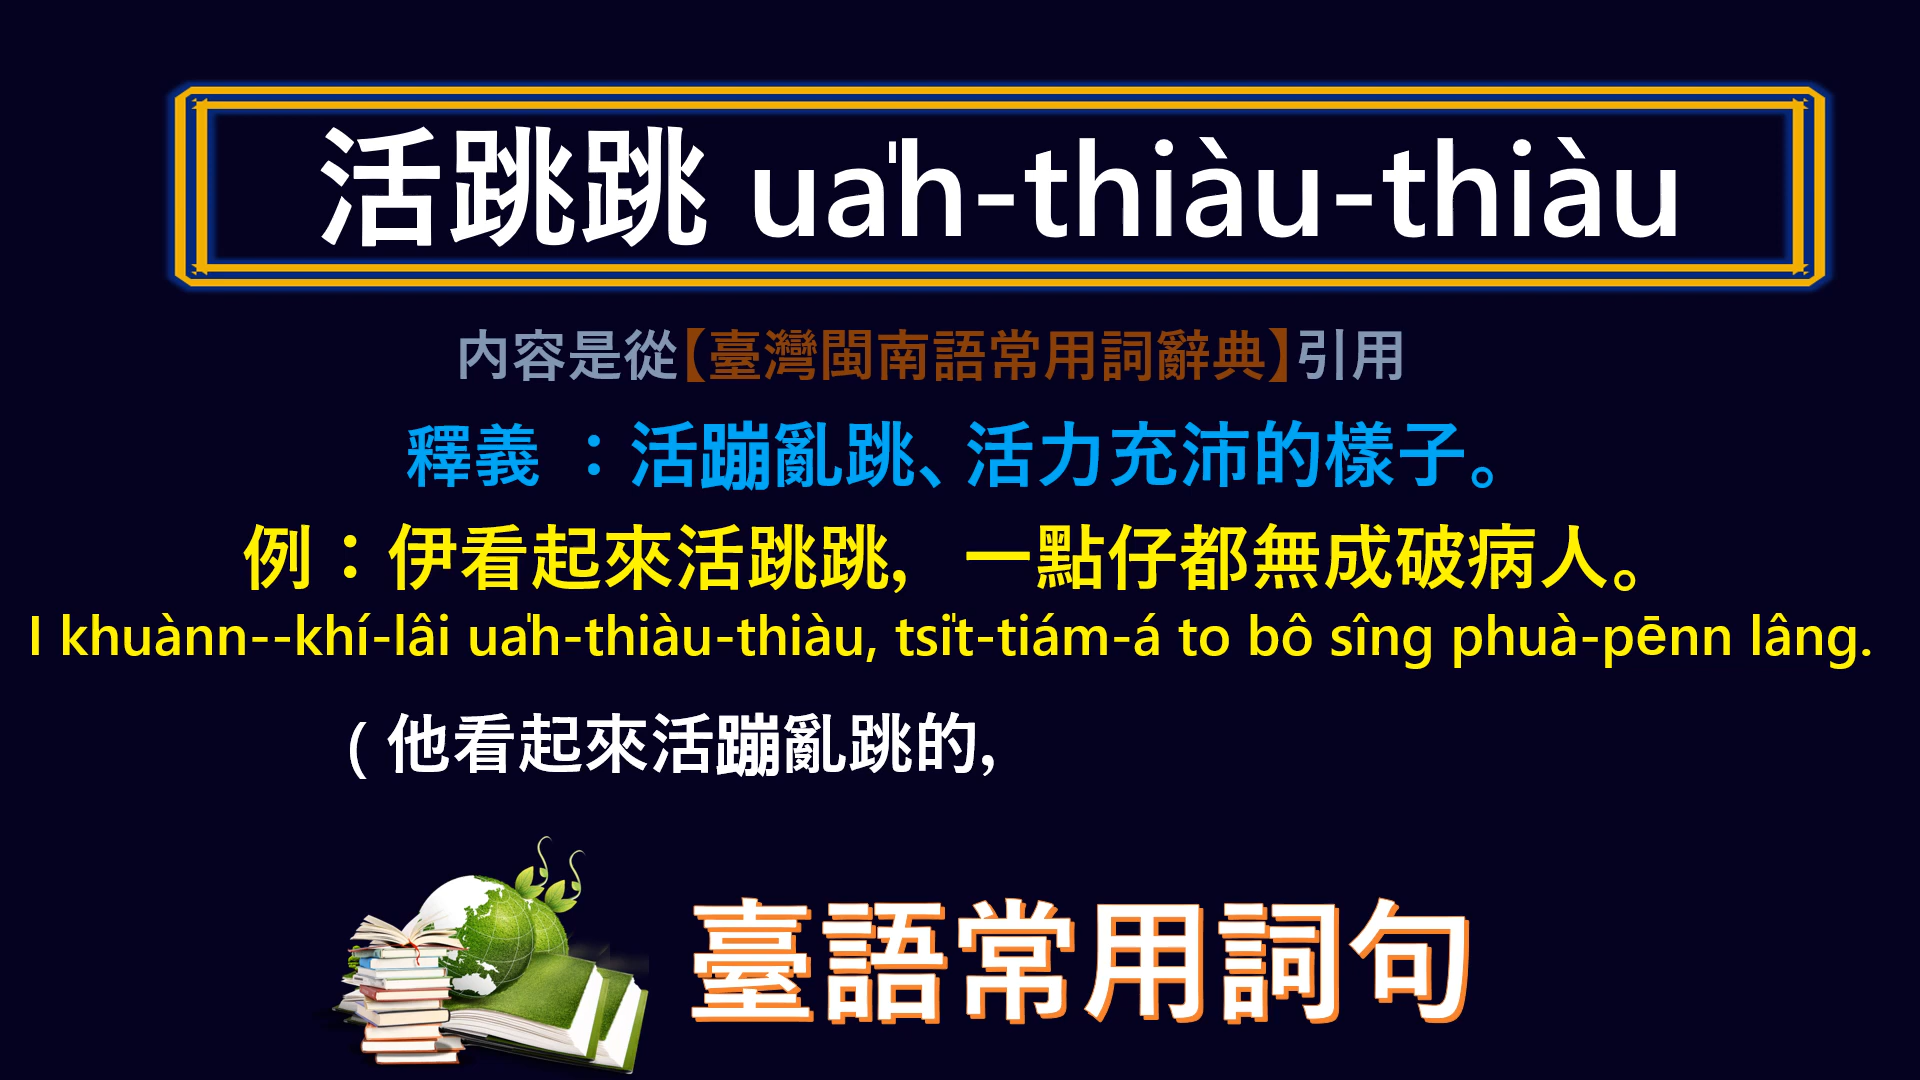 活跳跳 ua̍h-thiàu-thiàu
內容是從【臺灣閩南語常用詞辭典】引用
釋義 ：活蹦亂跳、活力充沛的樣子。
例：伊看起來活跳跳, 一點仔都無成破病人。
I khuànn--khí-lâi ua̍h-thiàu-thiàu, tsi̍t-tiám-á to bô sîng phuà-pēnn lâng.
( 他看起來活蹦亂跳的,
臺語常用詞句